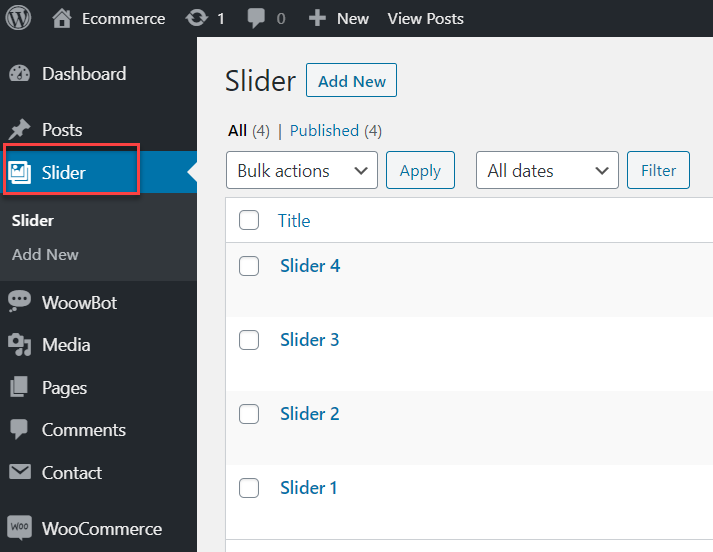 Ecommerce 1 0 New View Posts
Dashboard
Posts
Slider
Slider
Add New
WoowBot
Media
Pages
Comments
Contact
Woo WooCommerce
Slider Add New
All (4) | Published (4)
Bulk actions Apply All dates Filter
Title
Slider 4
Slider 3
Slider 2
Slider 1